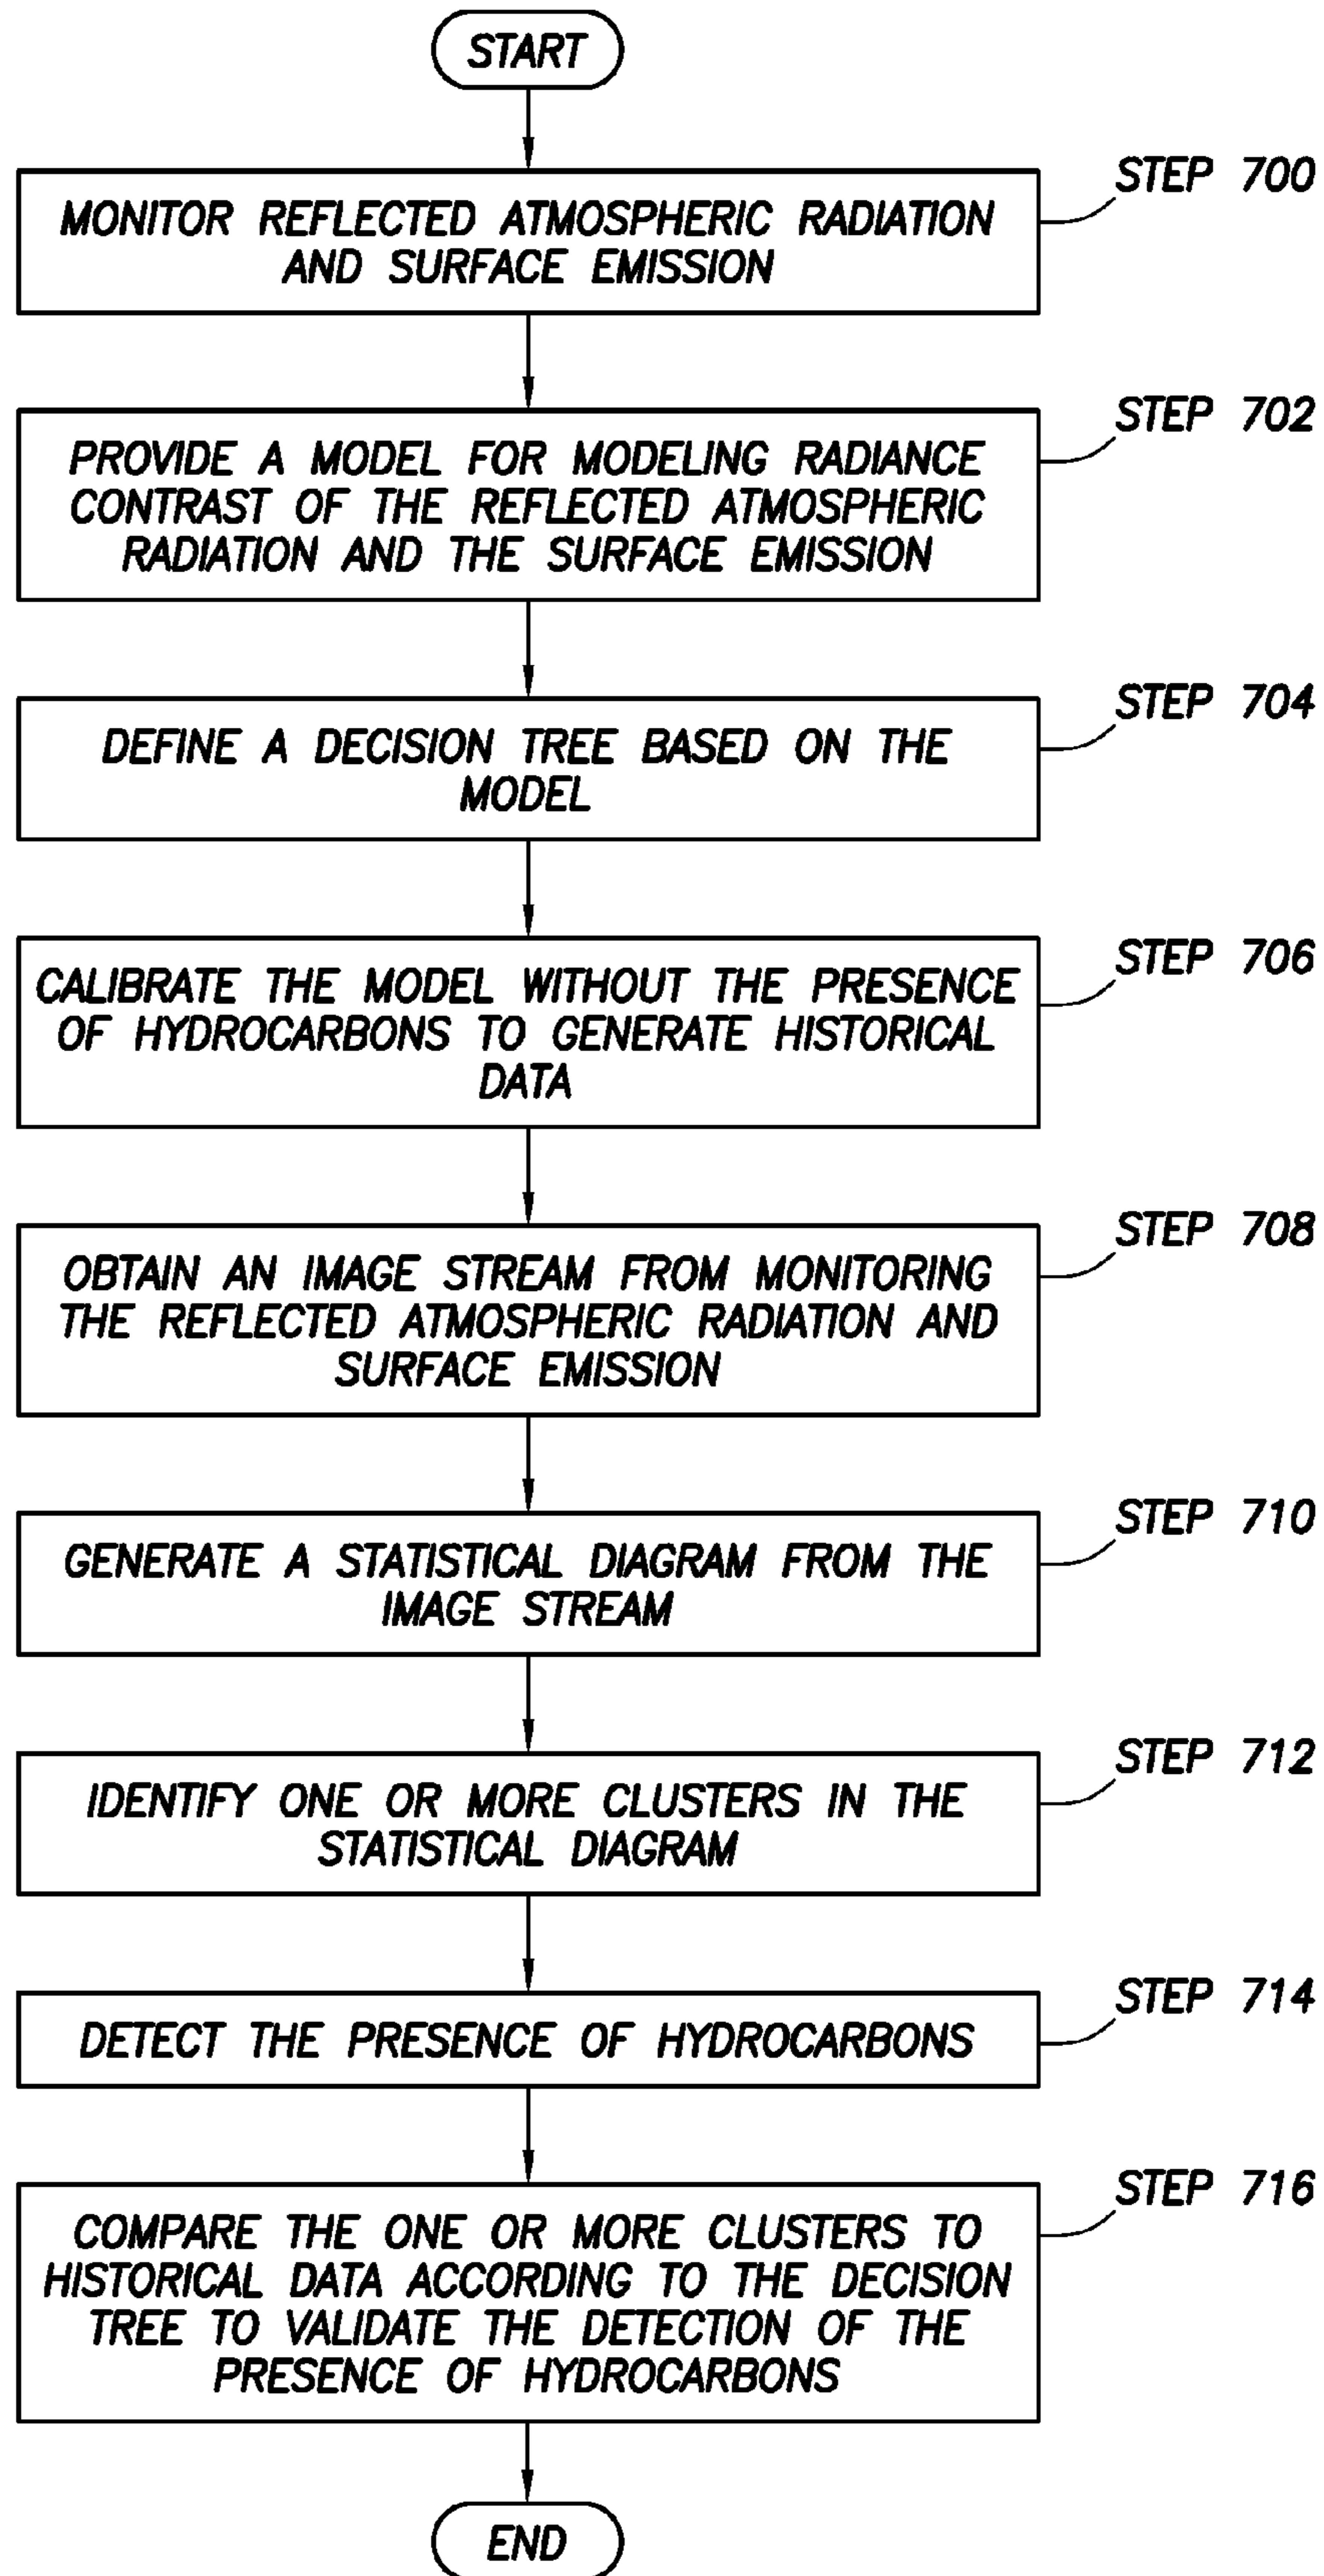 START
STEP 700
MONITOR REFLECTED ATMOSPHERIC RADIATION
AND SURFACE EMISSION
STEP 702
PROVIDE A MODEL FOR MODELING RADIANCE
CONTRAST OF THE REFLECTED ATMOSPHERIC
RADIATION AND THE SURFACE EMISSION
STEP 704
DEFINE A DECISION TREE BASED ON THE
MODEL
STEP 706
CALIBRATE THE MODEL WITHOUT THE PRESENCE
OF HYDROCARBONS TO GENERATE HISTORICAL
DATA
STEP 708
OBTAIN AN IMAGE STREAM FROM MONITORING
THE REFLECTED ATMOSPHERIC RADIATION AND
SURFACE EMISSION
STEP 710
GENERATE A STATISTICAL DIAGRAM FROM THE
IMAGE STREAM
STEP 712
IDENTIFY ONE OR MORE CLUSTERS IN THE
STATISTICAL DIAGRAM
STEP 714
DETECT THE PRESENCE OF HYDROCARBONS
STEP 716
COMPARE THE ONE OR MORE CLUSTERS TO
HISTORICAL DATA ACCORDING TO THE DECISION
TREE TO VALIDATE THE DETECTION OF THE
PRESENCE OF HYDROCARBONS
END